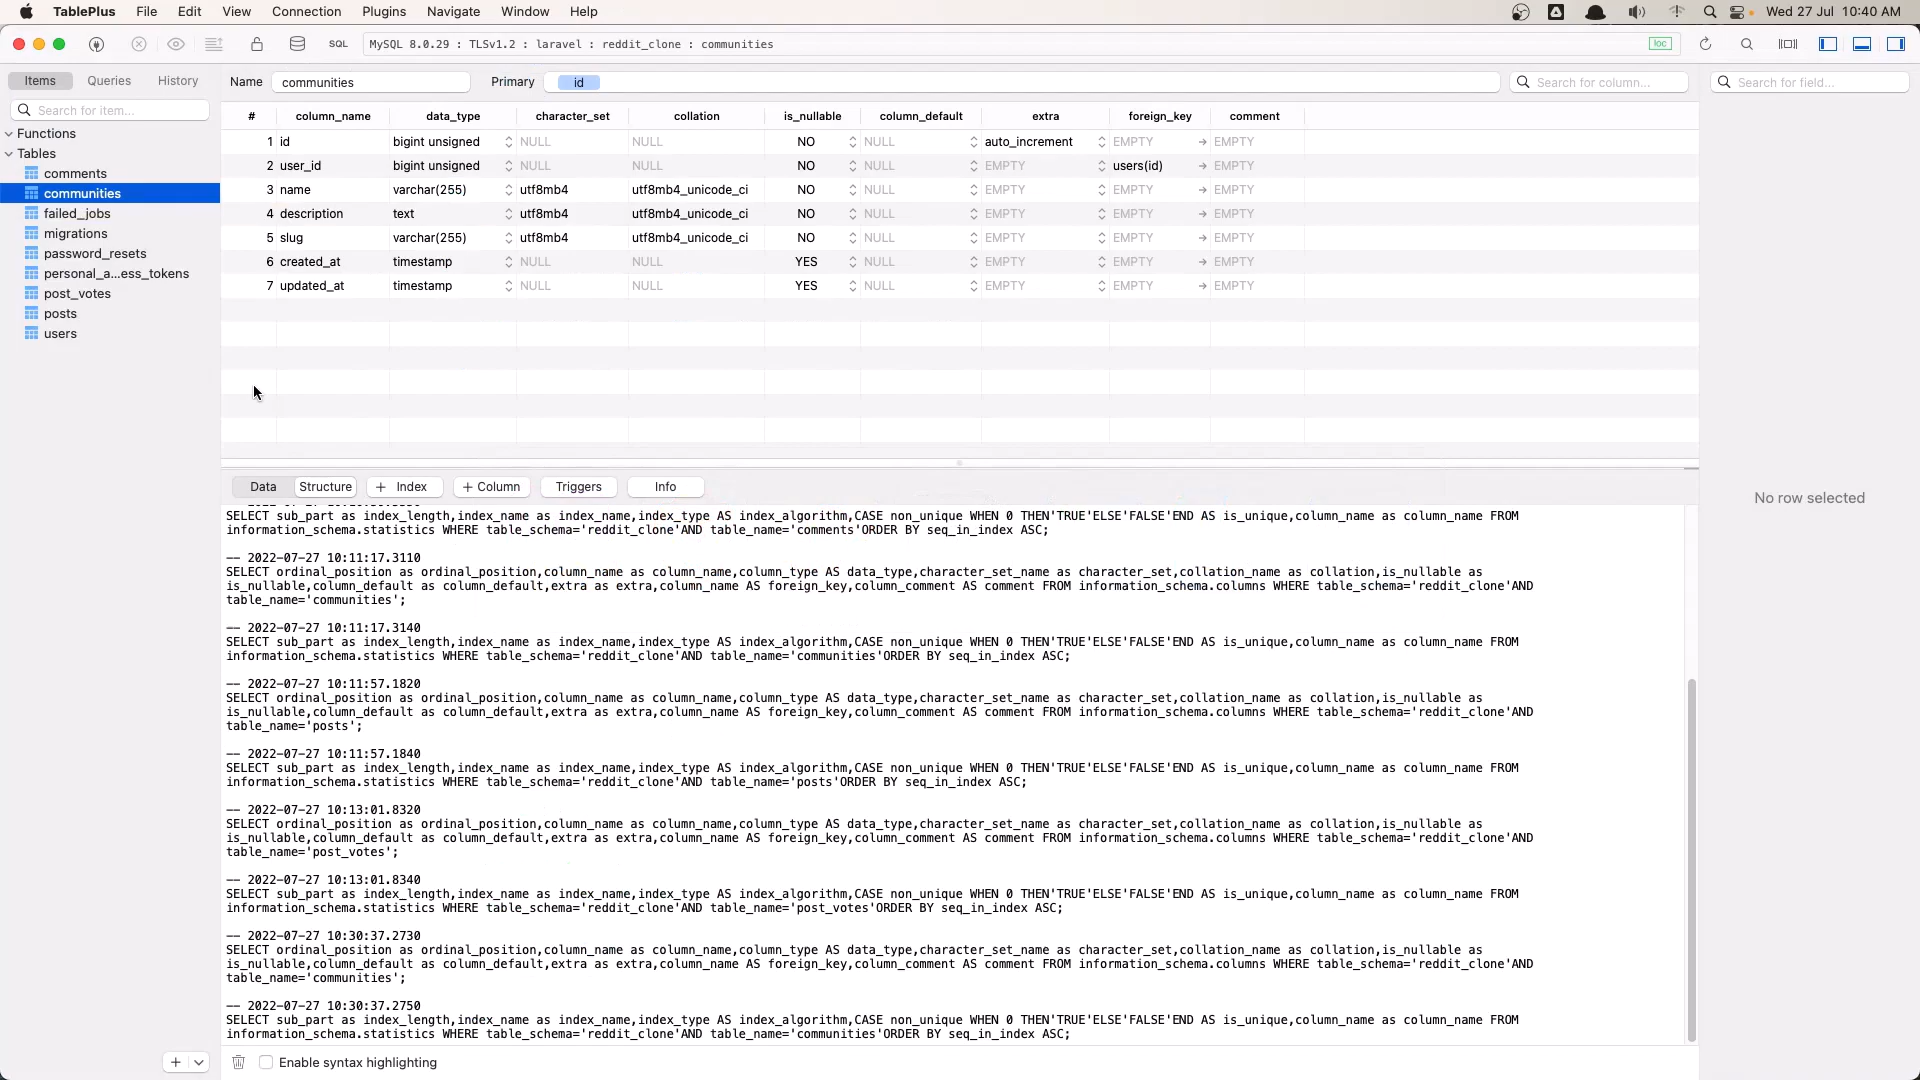 TablePlus File Edit View Connection Plugins Navigate Window Help Wed 27 Jul 10:40 AM
SQL MySQL 8.0.29 : TLSv1.2 : laravel : reddit_clone : communities loc
Items Queries History
Name communities Primary id Search for column... Search for field...
Search for item...
Functions
Tables
comments
communities
failed_jobs
migrations
password_resets
personal_a...ess_tokens
post_votes
posts
users
# column_name data_type character_set collation is_nullable column_default extra foreign_key comment
1 id bigint unsigned NULL NULL NO NULL auto_increment EMPTY EMPTY
2 user_id bigint unsigned NULL NULL NO NULL EMPTY users(id) EMPTY
3 name varchar(255) utf8mb4 utf8mb4_unicode_ci NO NULL EMPTY EMPTY EMPTY
4 description text utf8mb4 utf8mb4_unicode_ci NO NULL EMPTY EMPTY EMPTY
5 slug varchar(255) utf8mb4 utf8mb4_unicode_ci NO NULL EMPTY EMPTY EMPTY
6 created_at timestamp NULL NULL YES NULL EMPTY EMPTY EMPTY
7 updated_at timestamp NULL NULL YES NULL EMPTY EMPTY EMPTY
Data Structure + Index + Column Triggers Info
No row selected
SELECT sub_part as index_length,index_name as index_name,index_type AS index_algorithm,CASE non_unique WHEN 0 THEN'TRUE'ELSE'FALSE'END AS is_unique,column_name as column_name FROM
information_schema.statistics WHERE table_schema='reddit_clone'AND table_name='comments'ORDER BY seq_in_index ASC;
-- 2022-07-27 10:11:17.3110
SELECT ordinal_position as ordinal_position,column_name as column_name,column_type AS data_type,character_set_name as character_set,collation_name as collation,is_nullable as
is_nullable,column_default as column_default,extra as extra,column_name AS foreign_key,column_comment AS comment FROM information_schema.columns WHERE table_schema='reddit_clone'AND
table_name='communities';
-- 2022-07-27 10:11:17.3140
SELECT sub_part as index_length,index_name as index_name,index_type AS index_algorithm,CASE non_unique WHEN 0 THEN'TRUE'ELSE'FALSE'END AS is_unique,column_name as column_name FROM
information_schema.statistics WHERE table_schema='reddit_clone'AND table_name='communities'ORDER BY seq_in_index ASC;
-- 2022-07-27 10:11:57.1820
SELECT ordinal_position as ordinal_position,column_name as column_name,column_type AS data_type,character_set_name as character_set,collation_name as collation,is_nullable as
is_nullable,column_default as column_default,extra as extra,column_name AS foreign_key,column_comment AS comment FROM information_schema.columns WHERE table_schema='reddit_clone'AND
table_name='posts';
-- 2022-07-27 10:11:57.1840
SELECT sub_part as index_length,index_name as index_name,index_type AS index_algorithm,CASE non_unique WHEN 0 THEN'TRUE'ELSE'FALSE'END AS is_unique,column_name as column_name FROM
information_schema.statistics WHERE table_schema='reddit_clone'AND table_name='posts'ORDER BY seq_in_index ASC;
-- 2022-07-27 10:13:01.8320
SELECT ordinal_position as ordinal_position,column_name as column_name,column_type AS data_type,character_set_name as character_set,collation_name as collation,is_nullable as
is_nullable,column_default as column_default,extra as extra,column_name AS foreign_key,column_comment AS comment FROM information_schema.columns WHERE table_schema='reddit_clone'AND
table_name='post_votes';
-- 2022-07-27 10:13:01.8340
SELECT sub_part as index_length,index_name as index_name,index_type AS index_algorithm,CASE non_unique WHEN 0 THEN'TRUE'ELSE'FALSE'END AS is_unique,column_name as column_name FROM
information_schema.statistics WHERE table_schema='reddit_clone'AND table_name='post_votes'ORDER BY seq_in_index ASC;
-- 2022-07-27 10:30:37.2730
SELECT ordinal_position as ordinal_position,column_name as column_name,column_type AS data_type,character_set_name as character_set,collation_name as collation,is_nullable as
is_nullable,column_default as column_default,extra as extra,column_name AS foreign_key,column_comment AS comment FROM information_schema.columns WHERE table_schema='reddit_clone'AND
table_name='communities';
-- 2022-07-27 10:30:37.2750
SELECT sub_part as index_length,index_name as index_name,index_type AS index_algorithm,CASE non_unique WHEN 0 THEN'TRUE'ELSE'FALSE'END AS is_unique,column_name as column_name FROM
information_schema.statistics WHERE table_schema='reddit_clone'AND table_name='communities'ORDER BY seq_in_index ASC;
Enable syntax highlighting